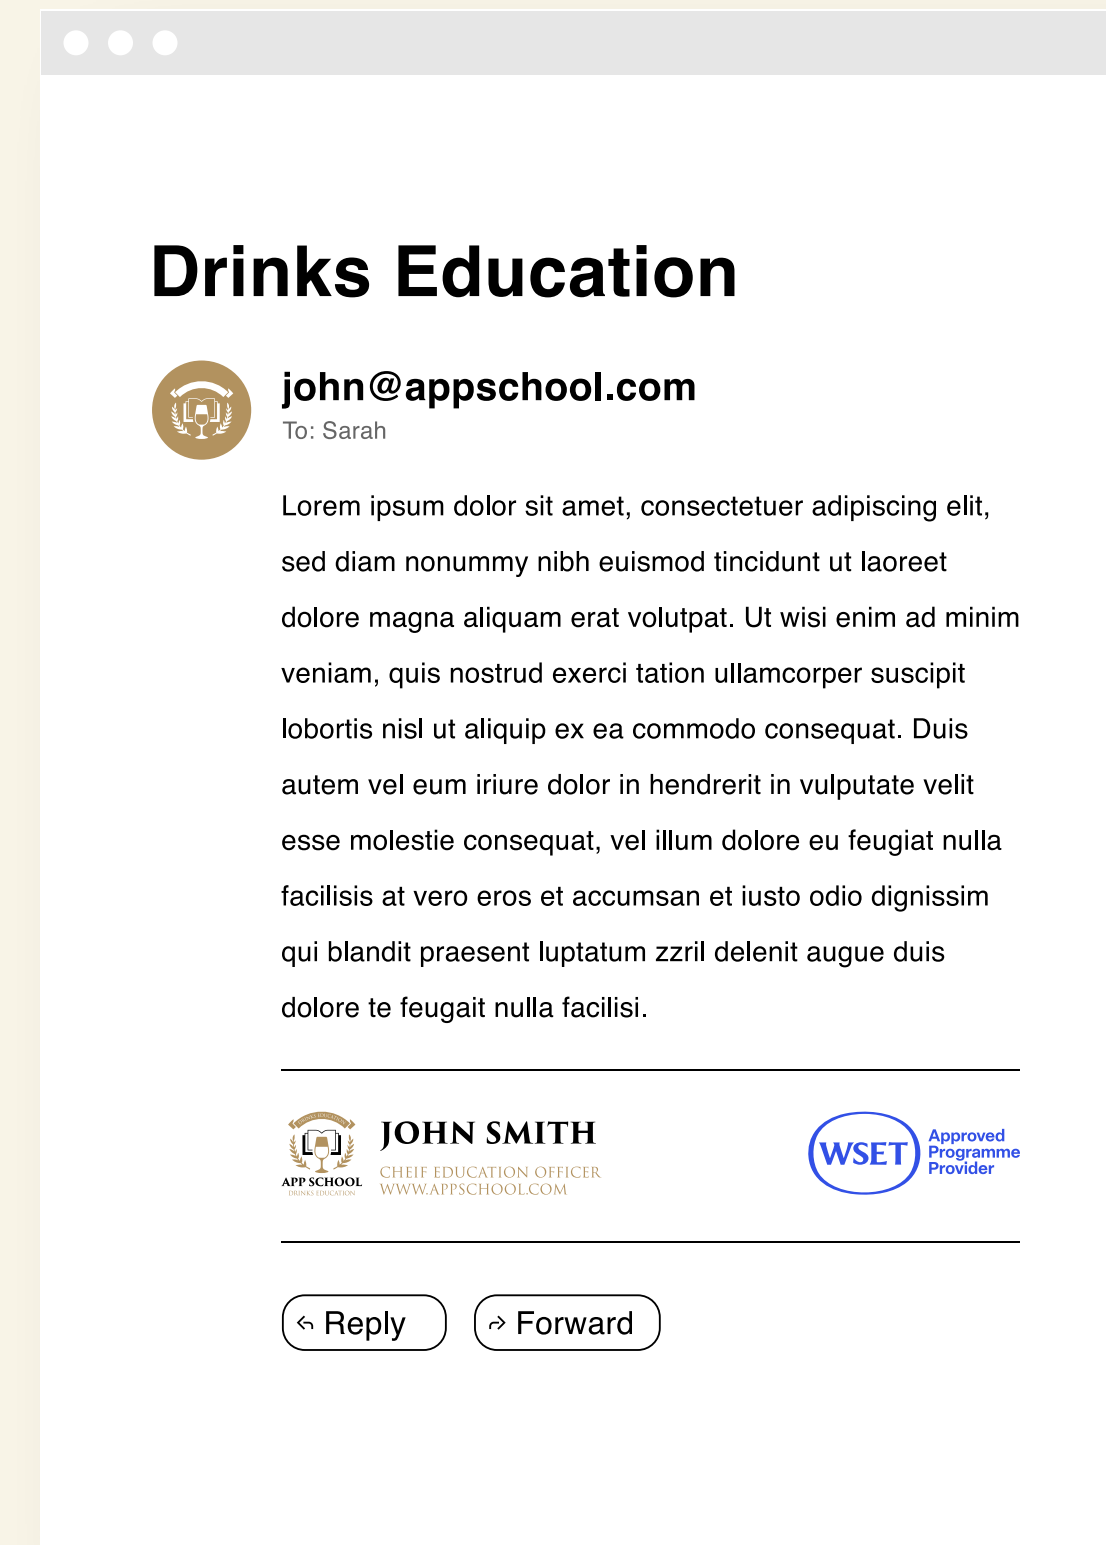 Drinks Education
john@appschool.com
To: Sarah
Lorem ipsum dolor sit amet, consectetuer adipiscing elit,
sed diam nonummy nibh euismod tincidunt ut laoreet
dolore magna aliquam erat volutpat. Ut wisi enim ad minim
veniam, quis nostrud exerci tation ullamcorper suscipit
lobortis nisl ut aliquip ex ea commodo consequat. Duis
autem vel eum iriure dolor in hendrerit in vulputate velit
esse molestie consequat, vel illum dolore eu feugiat nulla
facilisis at vero eros et accumsan et iusto odio dignissim
qui blandit praesent luptatum zzril delenit augue duis
dolore te feugait nulla facilisi.
DRINKS EDUCATION
APP SCHOOL
DRINKS EDUCATION
JOHN SMITH
CHEIF EDUCATION OFFICER
WWW.APPSCHOOL.COM
WSET
Approved
Programme
Provider
Reply
Forward